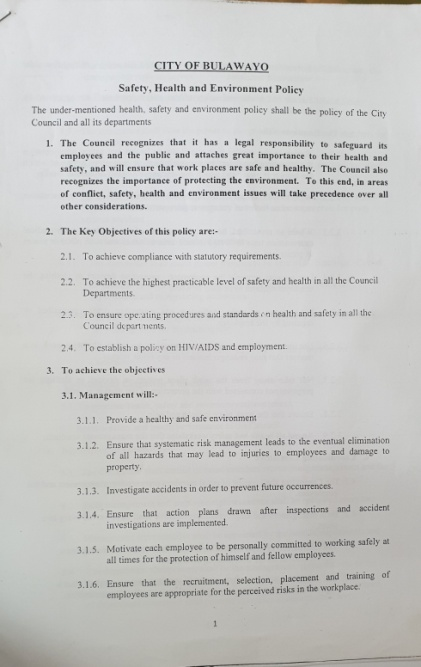 CITY OF BULAWAYO
Safety, Health and Environment Policy
The under-mentioned health, safety and environment policy shall be the policy of the City
Council and all its departments
1. The Council recognizes that it has a legal responsibility to safeguard its
employees and the public and attaches great importance to their health and
safety, and will ensure that work places are safe and healthy. The Council also
recognizes the importance of protecting the environment. To this end, in areas
of conflict, safety, health and environment issues will take precedence over all
other considerations.
2. The Key Objectives of this policy are:-
2.1. To achieve compliance with statutory requirements.
2.2. To achieve the highest practicable level of safety and health in all the Council
Departments.
2.3. To ensure operating procedures and standards on health and safety in all the
Council departments.
2.4. To establish a policy on HIV/AIDS and employment.
3. To achieve the objectives
3.1. Management will:-
3.1.1. Provide a healthy and safe environment
3.1.2. Ensure that systematic risk management leads to the eventual elimination
of all hazards that may lead to injuries to employees and damage to
property.
3.1.3. Investigate accidents in order to prevent future occurrences.
3.1.4. Ensure that action plans drawn after inspections and accident
investigations are implemented.
3.1.5. Motivate each employee to be personally committed to working safely at
all times for the protection of himself and fellow employees.
3.1.6. Ensure that the recruitment, selection, placement and training of
employees are appropriate for the perceived risks in the workplace.
1